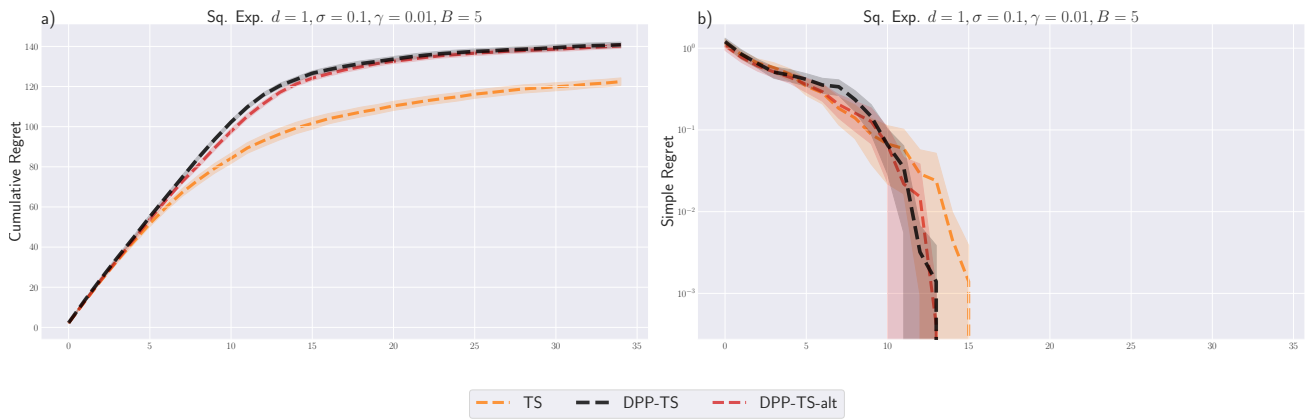 a)
Sq. Exp. d = 1, σ = 0.1, γ = 0.01, B = 5
Cumulative Regret
140
120
100
80
60
40
20
0
0 5 10 15 20 25 30 35
b)
Sq. Exp. d = 1, σ = 0.1, γ = 0.01, B = 5
Simple Regret
10⁰
10⁻¹
10⁻²
10⁻³
0 5 10 15 20 25 30 35
TS DPP-TS DPP-TS-alt